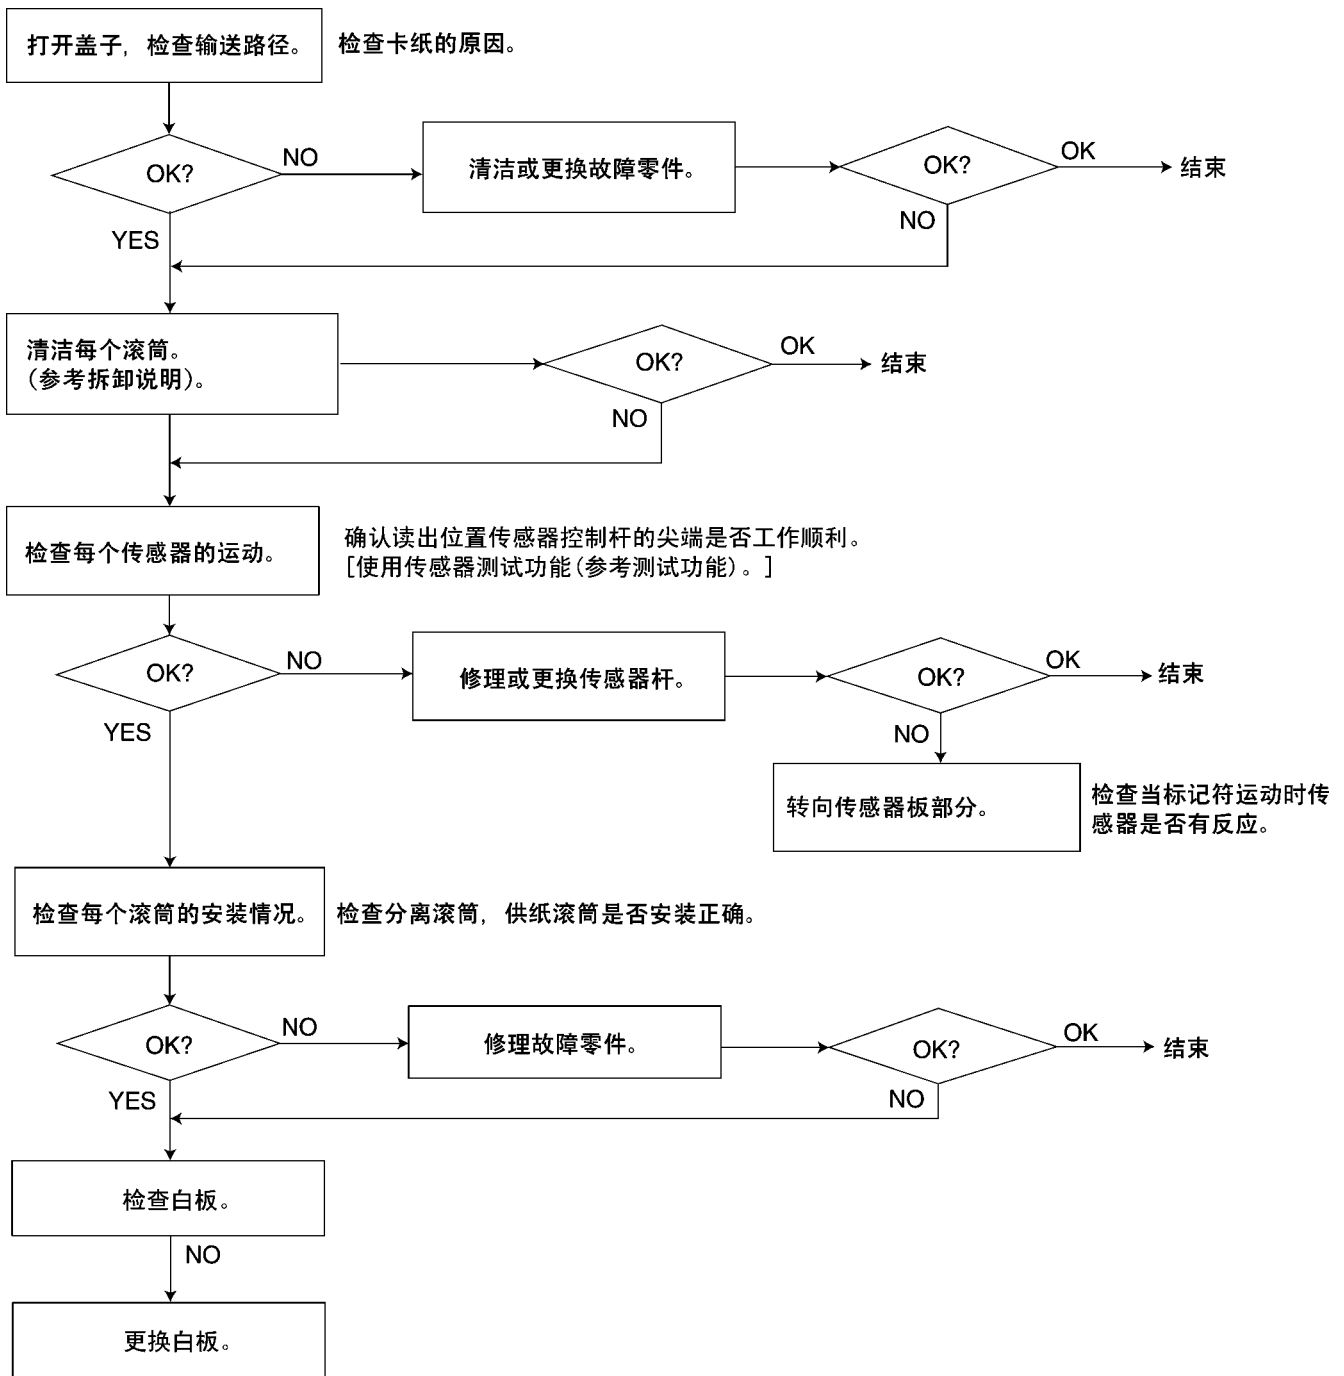 打开盖子，检查输送路径。
检查卡纸的原因。
OK?
NO
清洁或更换故障零件。
OK?
OK
结束
YES
NO
清洁每个滚筒。
(参考拆卸说明)。
OK?
OK
结束
NO
检查每个传感器的运动。
确认读出位置传感器控制杆的尖端是否工作顺利。
[使用传感器测试功能(参考测试功能)。]
OK?
NO
修理或更换传感器杆。
OK?
OK
结束
YES
NO
转向传感器板部分。
检查当标记符运动时传
感器是否有反应。
检查每个滚筒的安装情况。
检查分离滚筒，供纸滚筒是否安装正确。
OK?
NO
修理故障零件。
OK?
OK
结束
YES
NO
检查白板。
NO
更换白板。